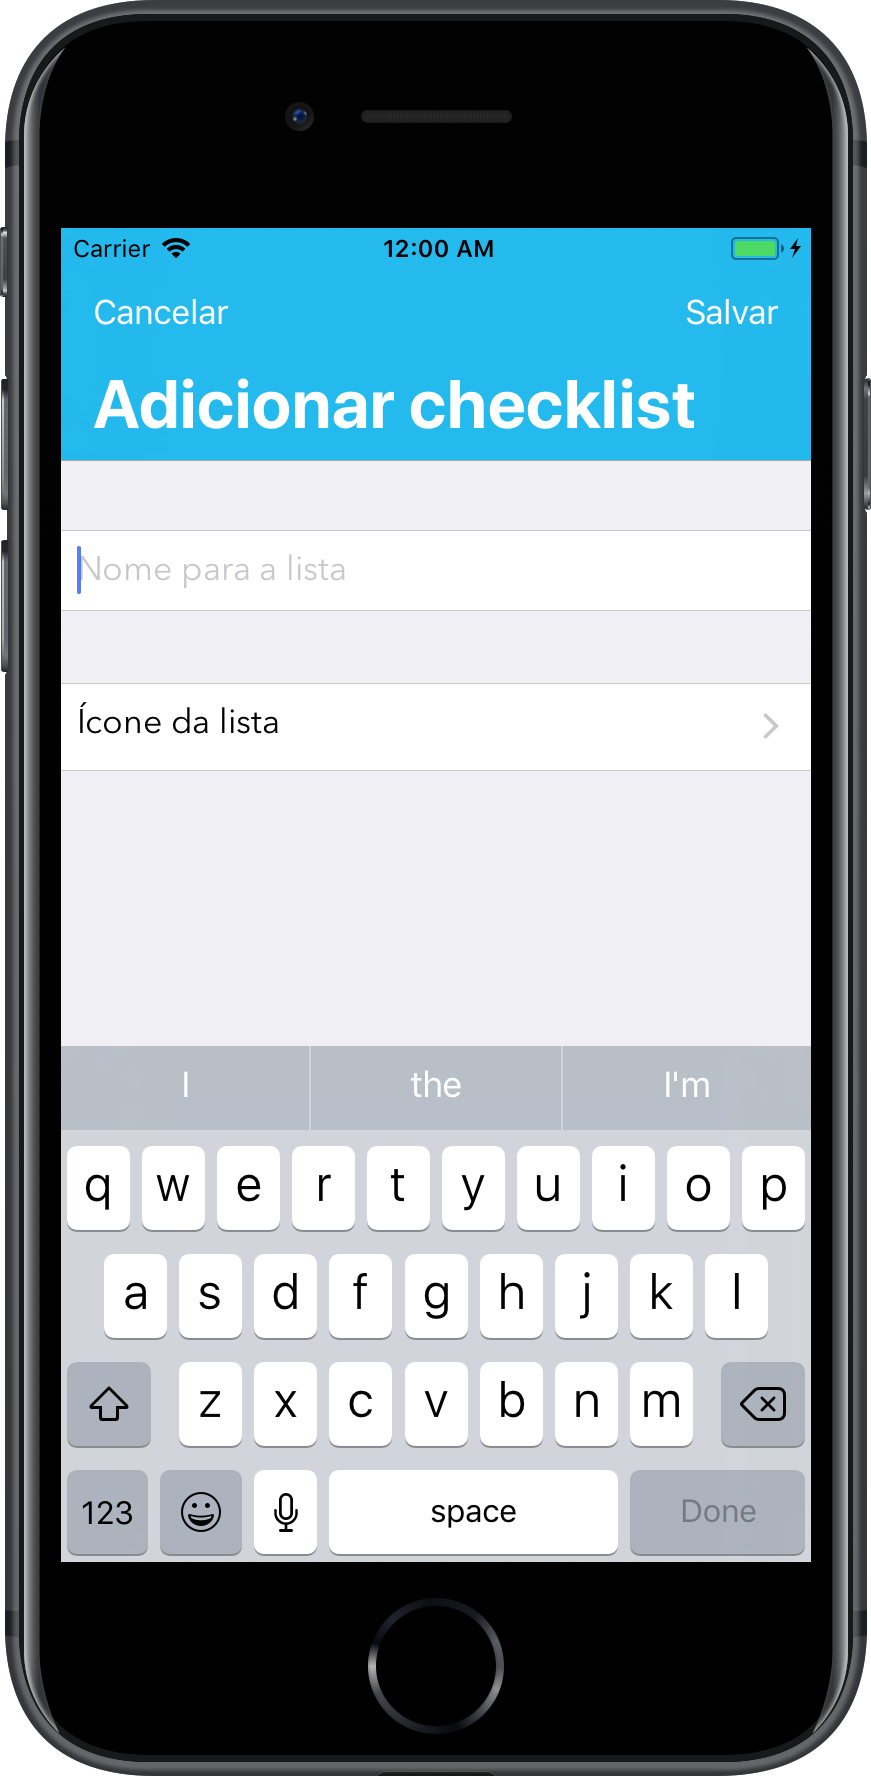 Carrier 12:00 AM
Cancelar Salvar
Adicionar checklist
Nome para a lista
Ícone da lista
I the I'm
q w e r t y u i o p
a s d f g h j k l
z x c v b n m
123 space Done